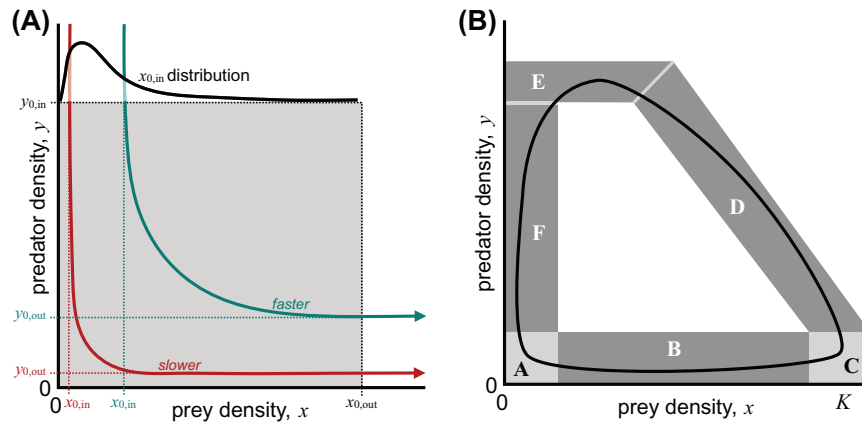 (A)
x0,in distribution
y0,in
predator density, y
faster
y0,out
slower
y0,out
0
0
x0,in
x0,in
prey density, x
x0,out
(B)
E
predator density, y
D
F
B
A
C
0
0
prey density, x
K